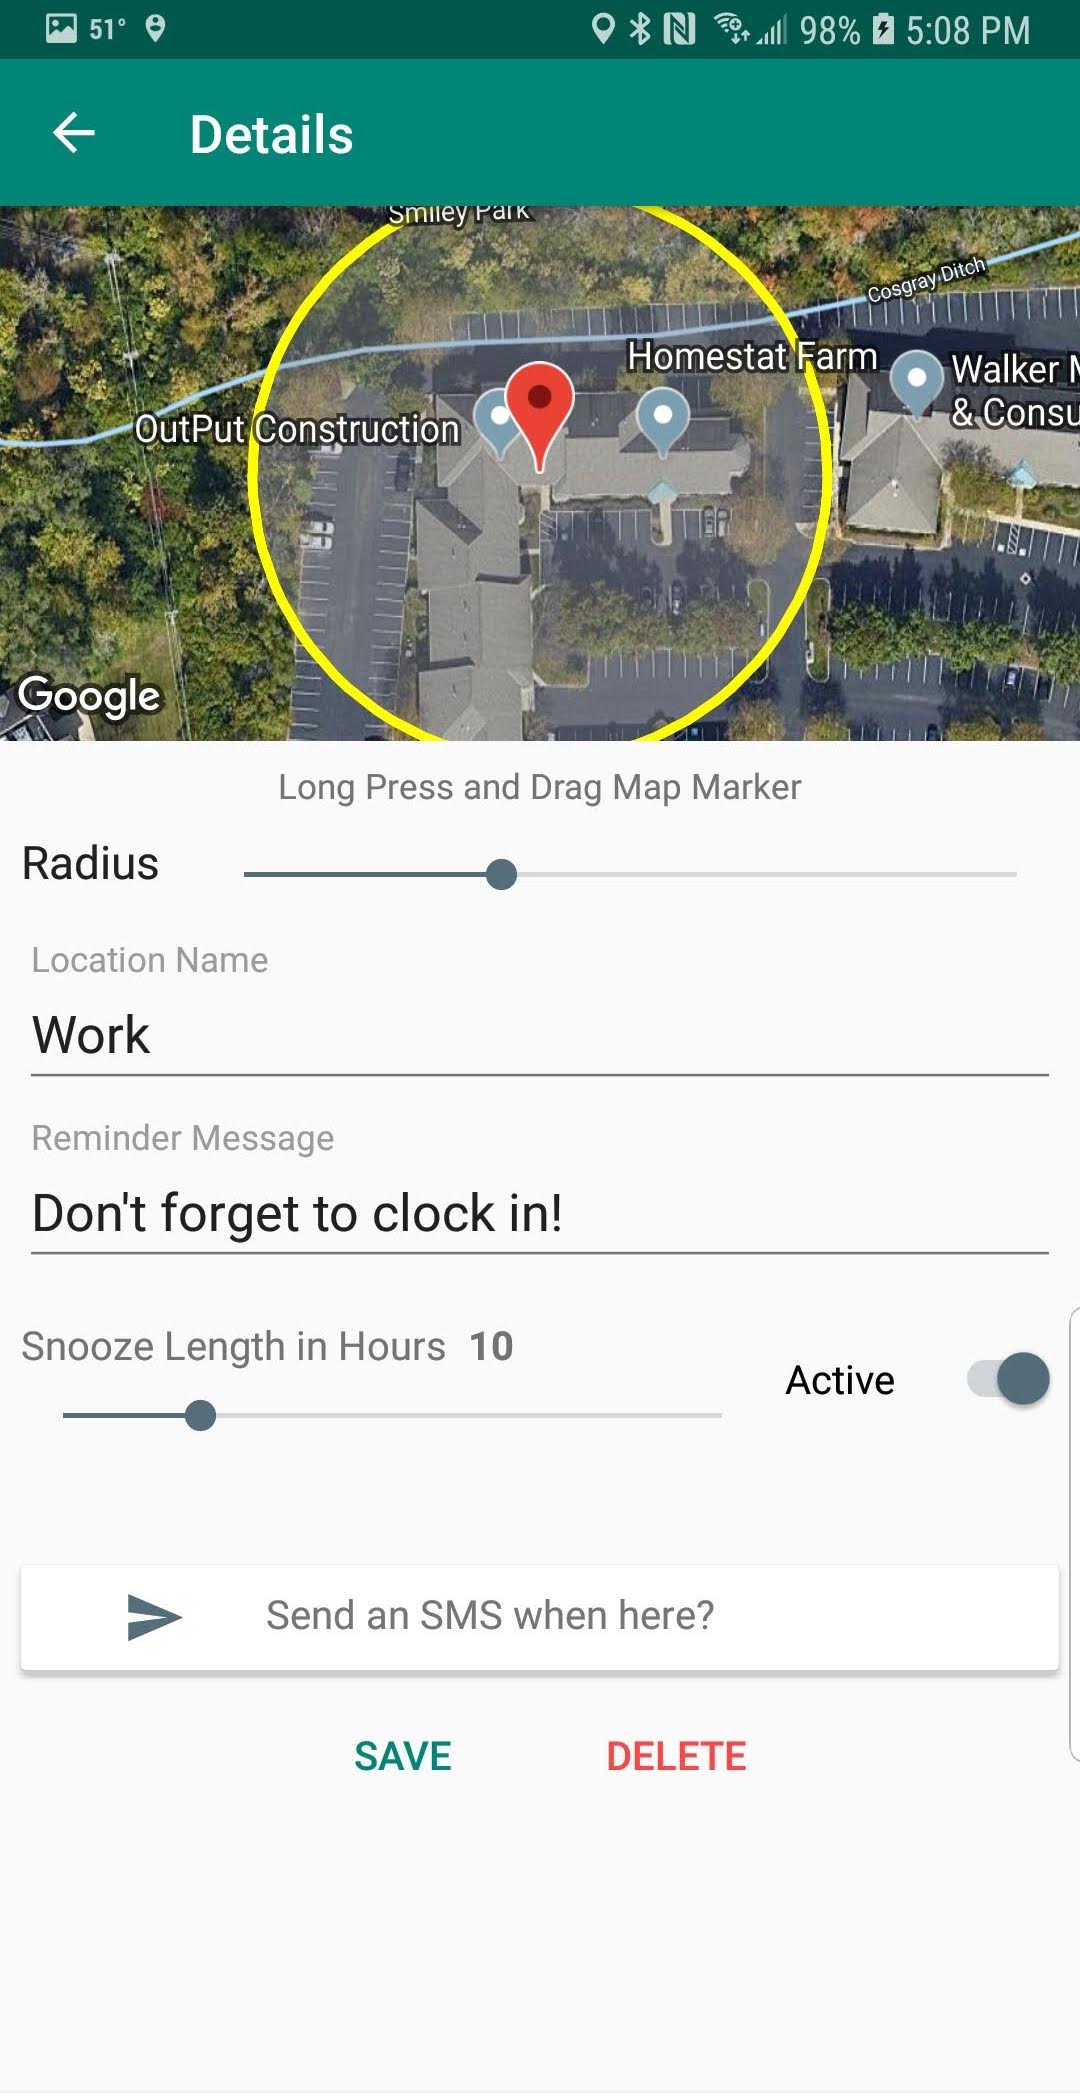 51°
98%
5:08 PM
Details
Smiley Park
Cosgray Ditch
Homestat Farm
Walker
& Consu
OutPut Construction
Google
Long Press and Drag Map Marker
Radius
Location Name
Work
Reminder Message
Don't forget to clock in!
Snooze Length in Hours 10
Active
Send an SMS when here?
SAVE
DELETE